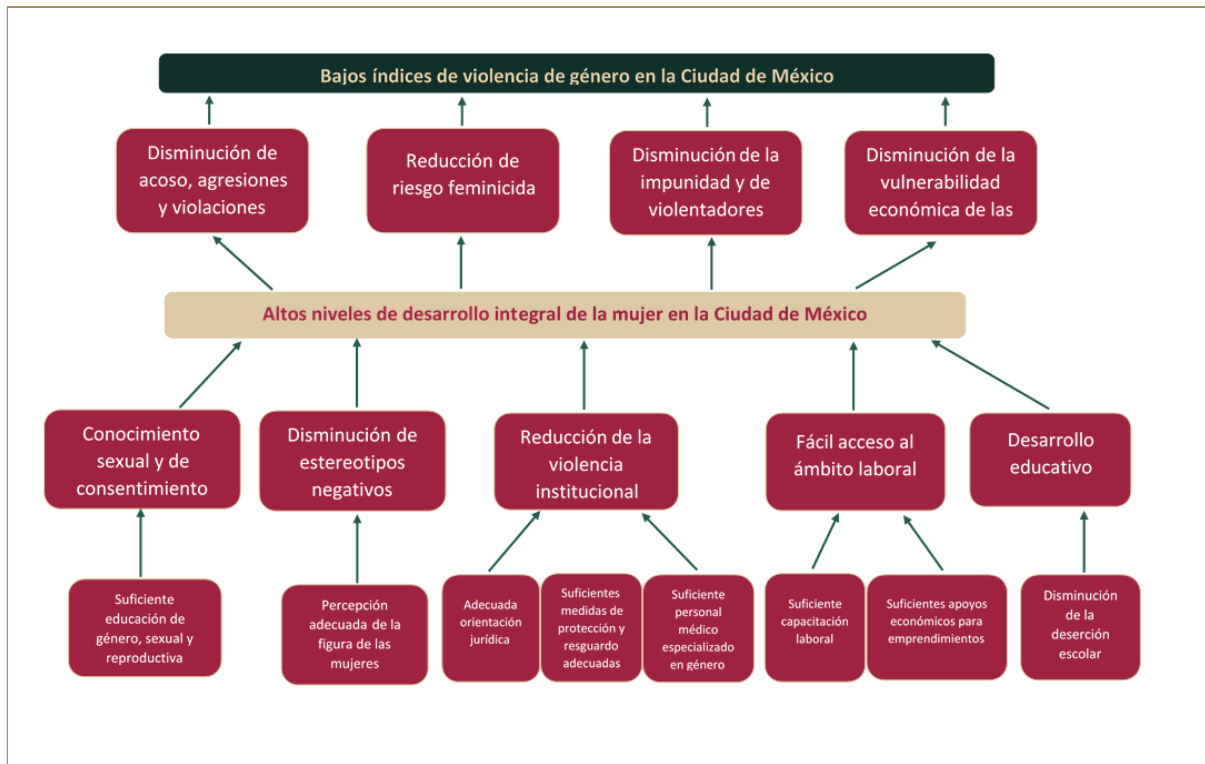 Bajos índices de violencia de género en la Ciudad de México
Disminución de
acoso, agresiones
y violaciones
Reducción de
riesgo feminicida
Disminución de la
impunidad y de
violentadores
Disminución de la
vulnerabilidad
económica de las
Altos niveles de desarrollo integral de la mujer en la Ciudad de México
Conocimiento
sexual y de
consentimiento
Disminución de
estereotipos
negativos
Reducción de la
violencia
institucional
Fácil acceso al
ámbito laboral
Desarrollo
educativo
Suficiente
educación de
género, sexual y
reproductiva
Percepción
adecuada de la
figura de las
mujeres
Adecuada
orientación
jurídica
Suficientes
medidas de
protección y
resguardo
adecuadas
Suficiente
personal
médico
especializado
en género
Suficiente
capacitación
laboral
Suficientes apoyos
económicos para
emprendimientos
Disminución
de la
deserción
escolar